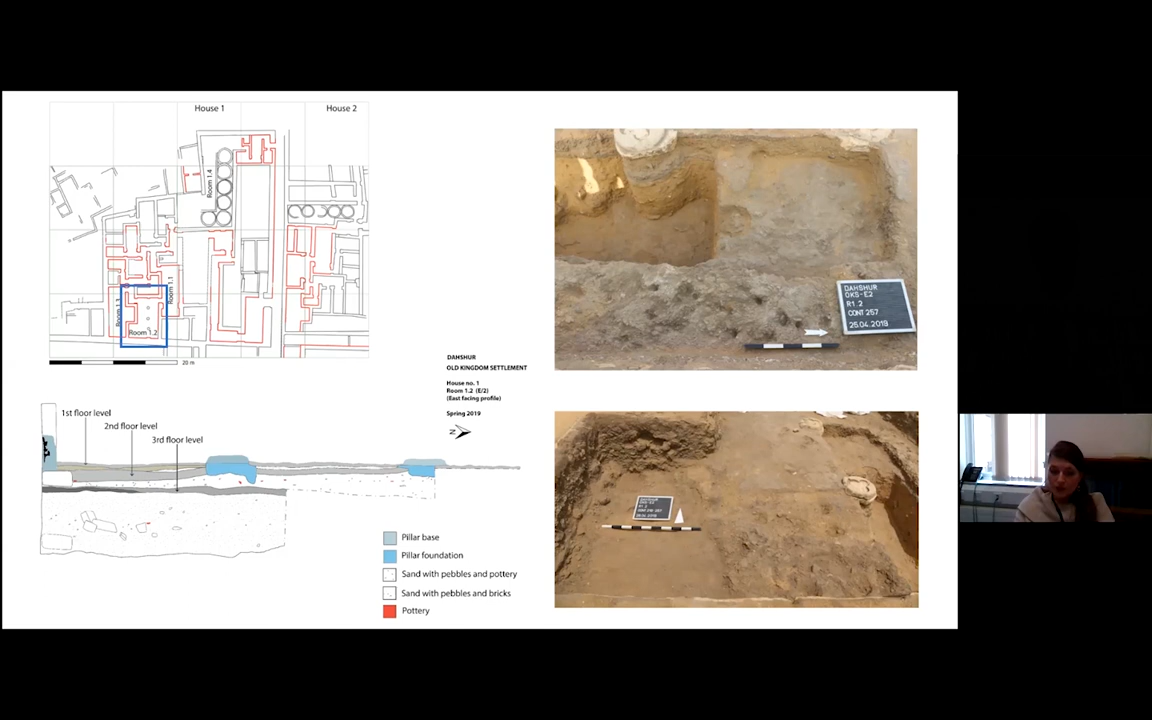 House 1
House 2
Room 1.4
Room 1.1
Room 1.2
20 m
DAHSHUR
OLD KINGDOM SETTLEMENT
House no. 1
Room 1.2 (E/2)
(East facing profile)
Spring 2019
N
1st floor level
2nd floor level
3rd floor level
Pillar base
Pillar foundation
Sand with pebbles and pottery
Sand with pebbles and bricks
Pottery
DAHSHUR
OKS-E2
R1.2
CONT 257
25.04.2019